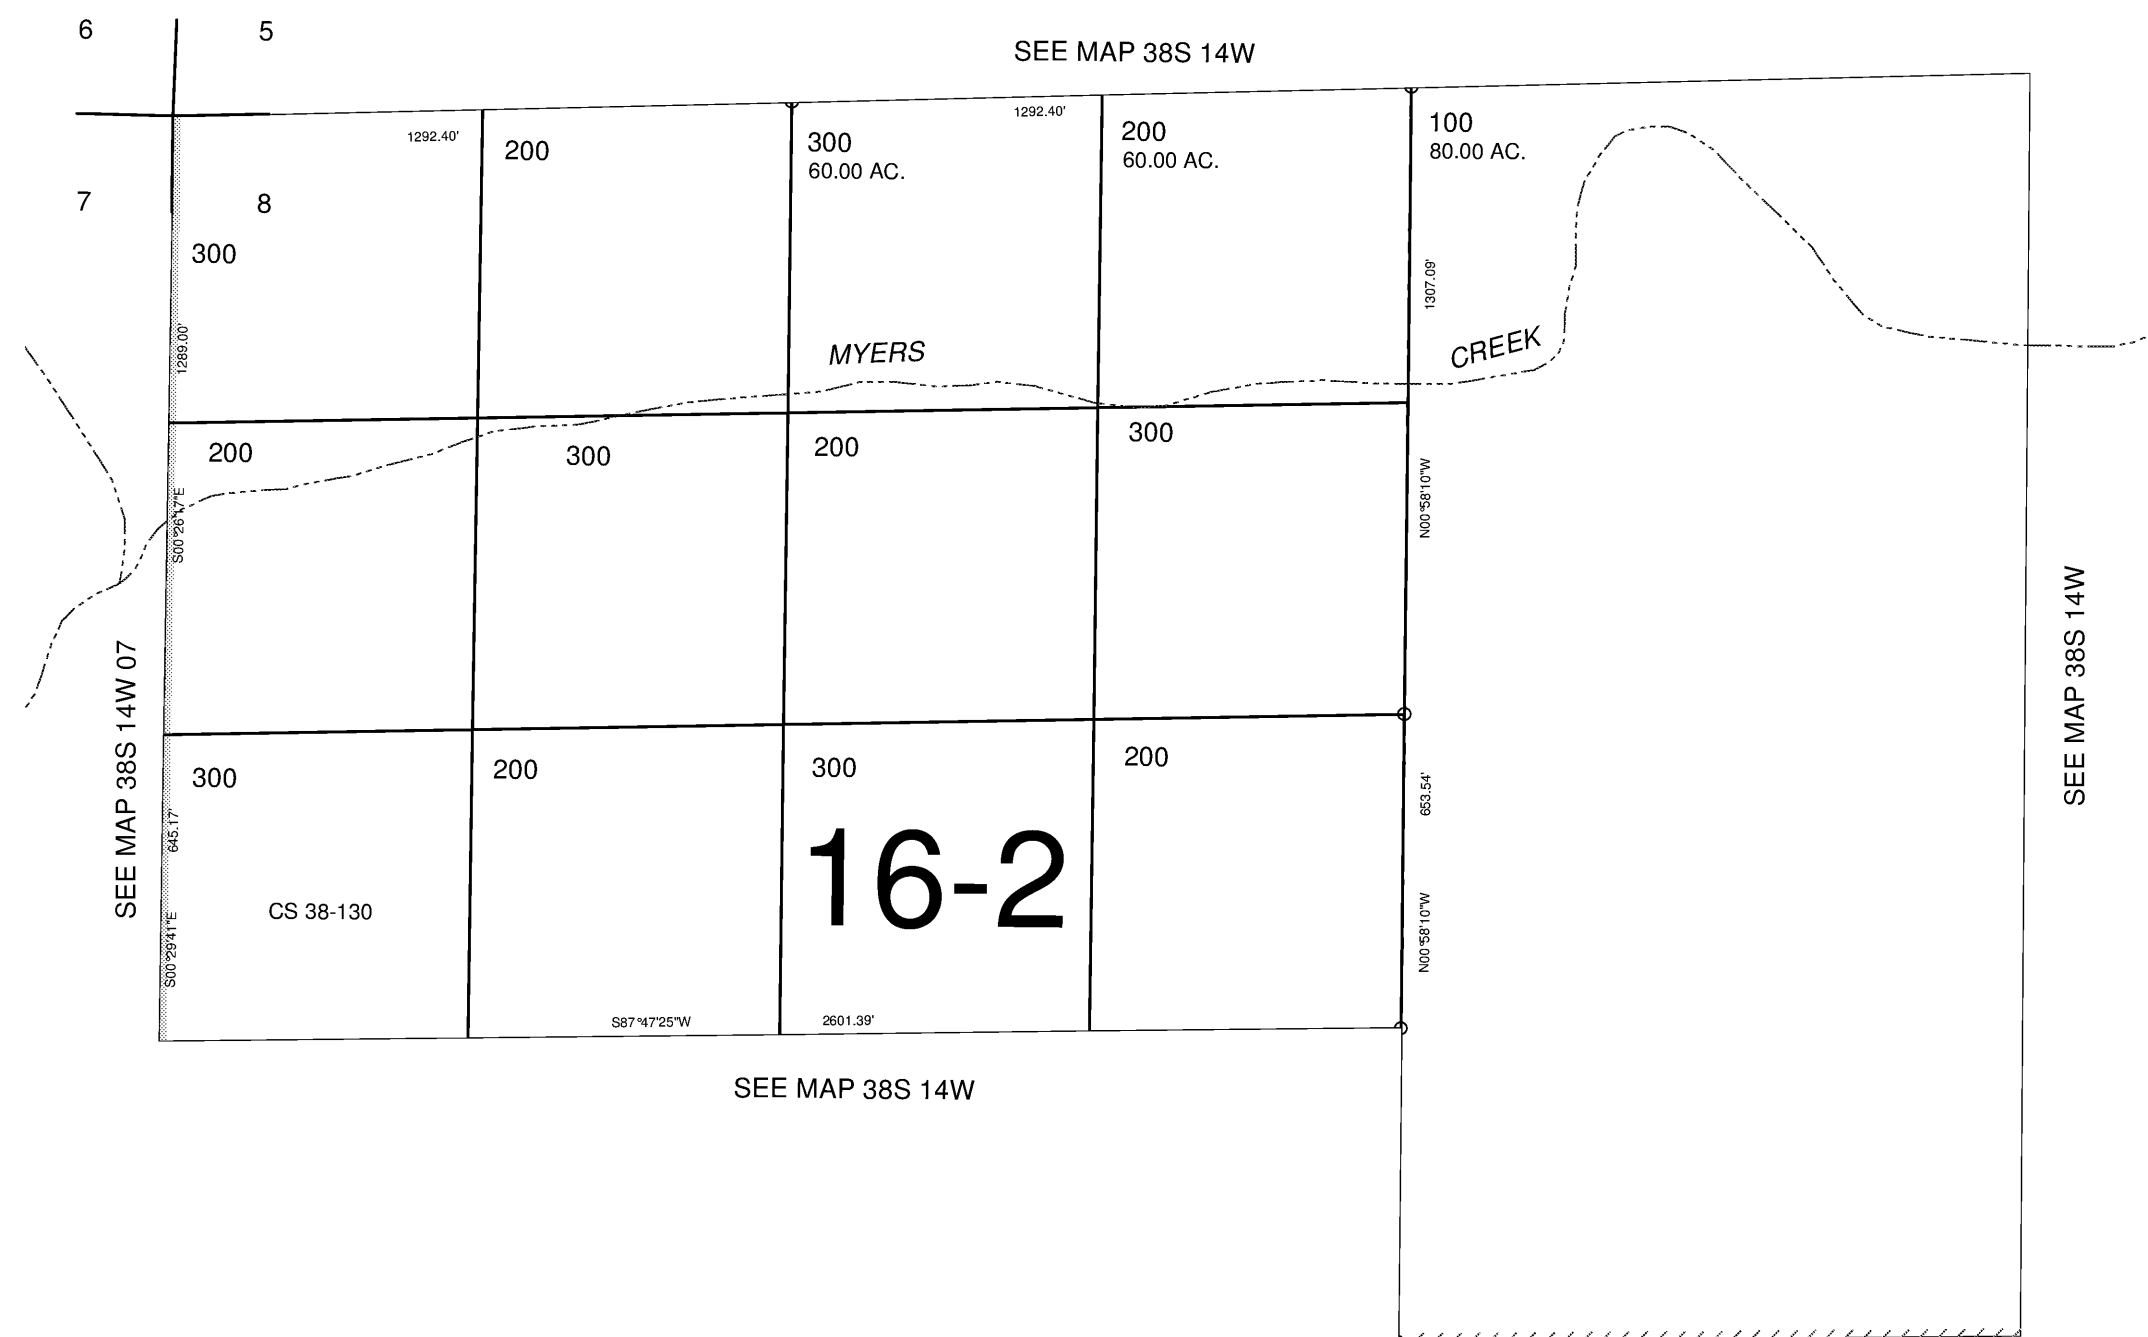 6
5
SEE MAP 38S 14W
1292.40'
200
300
60.00 AC.
1292.40'
200
60.00 AC.
100
80.00 AC.
7
8
300
1289.00'
1307.09'
MYERS
CREEK
200
300
200
300
S00°26'17"E
N00°58'10"W
SEE MAP 38S 14W 07
SEE MAP 38S 14W
300
200
300
200
645.17'
653.54'
16-2
CS 38-130
S00°29'41"E
N00°58'10"W
S87°47'25"W
2601.39'
SEE MAP 38S 14W